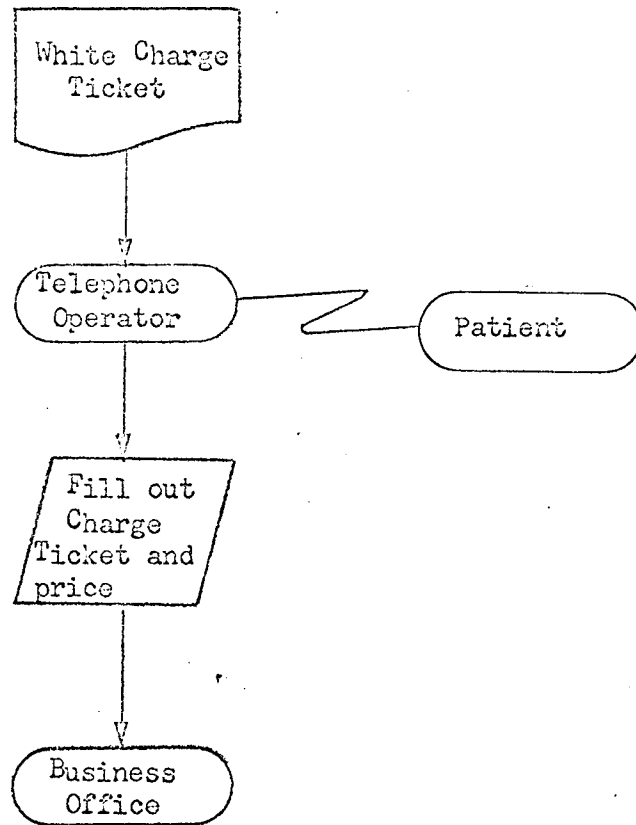 White Charge
Ticket
Telephone
Operator
Patient
Fill out
Charge
Ticket and
price
Business
Office